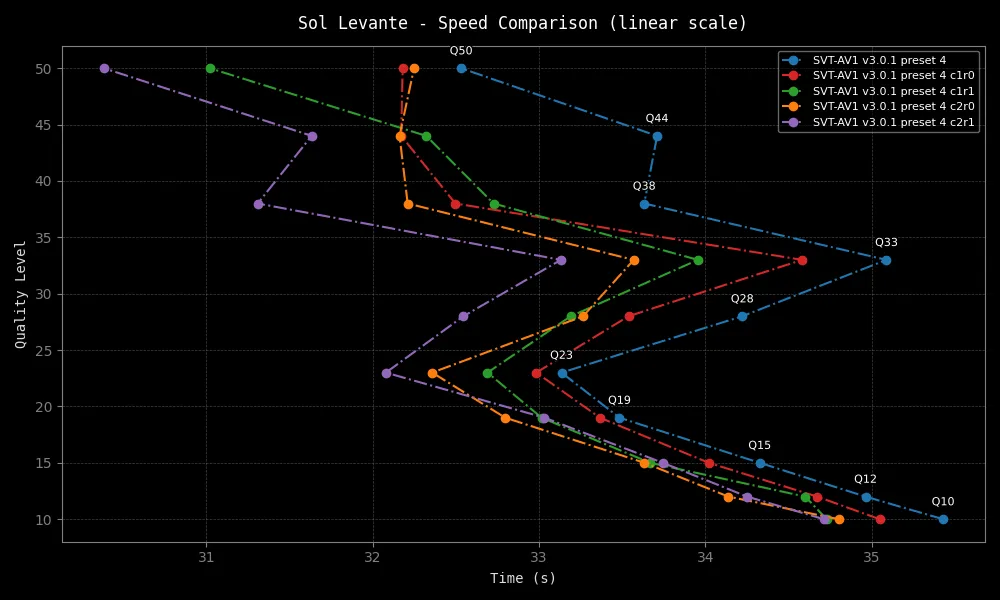 Sol Levante - Speed Comparison (linear scale)
SVT-AV1 v3.0.1 preset 4
SVT-AV1 v3.0.1 preset 4 c1r0
SVT-AV1 v3.0.1 preset 4 c1r1
SVT-AV1 v3.0.1 preset 4 c2r0
SVT-AV1 v3.0.1 preset 4 c2r1
Quality Level
50
45
40
35
30
25
20
15
10
Q50
Q44
Q38
Q33
Q28
Q23
Q19
Q15
Q12
Q10
31
32
33
34
35
Time (s)